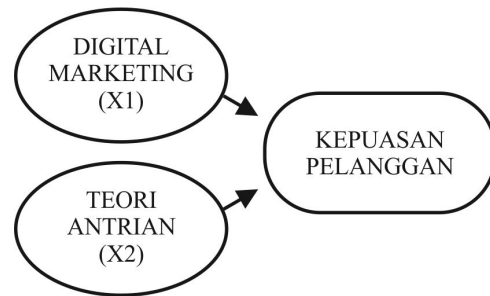 DIGITAL
MARKETING
(X1)
TEORI
ANTRIAN
(X2)
KEPUASAN
PELANGGAN